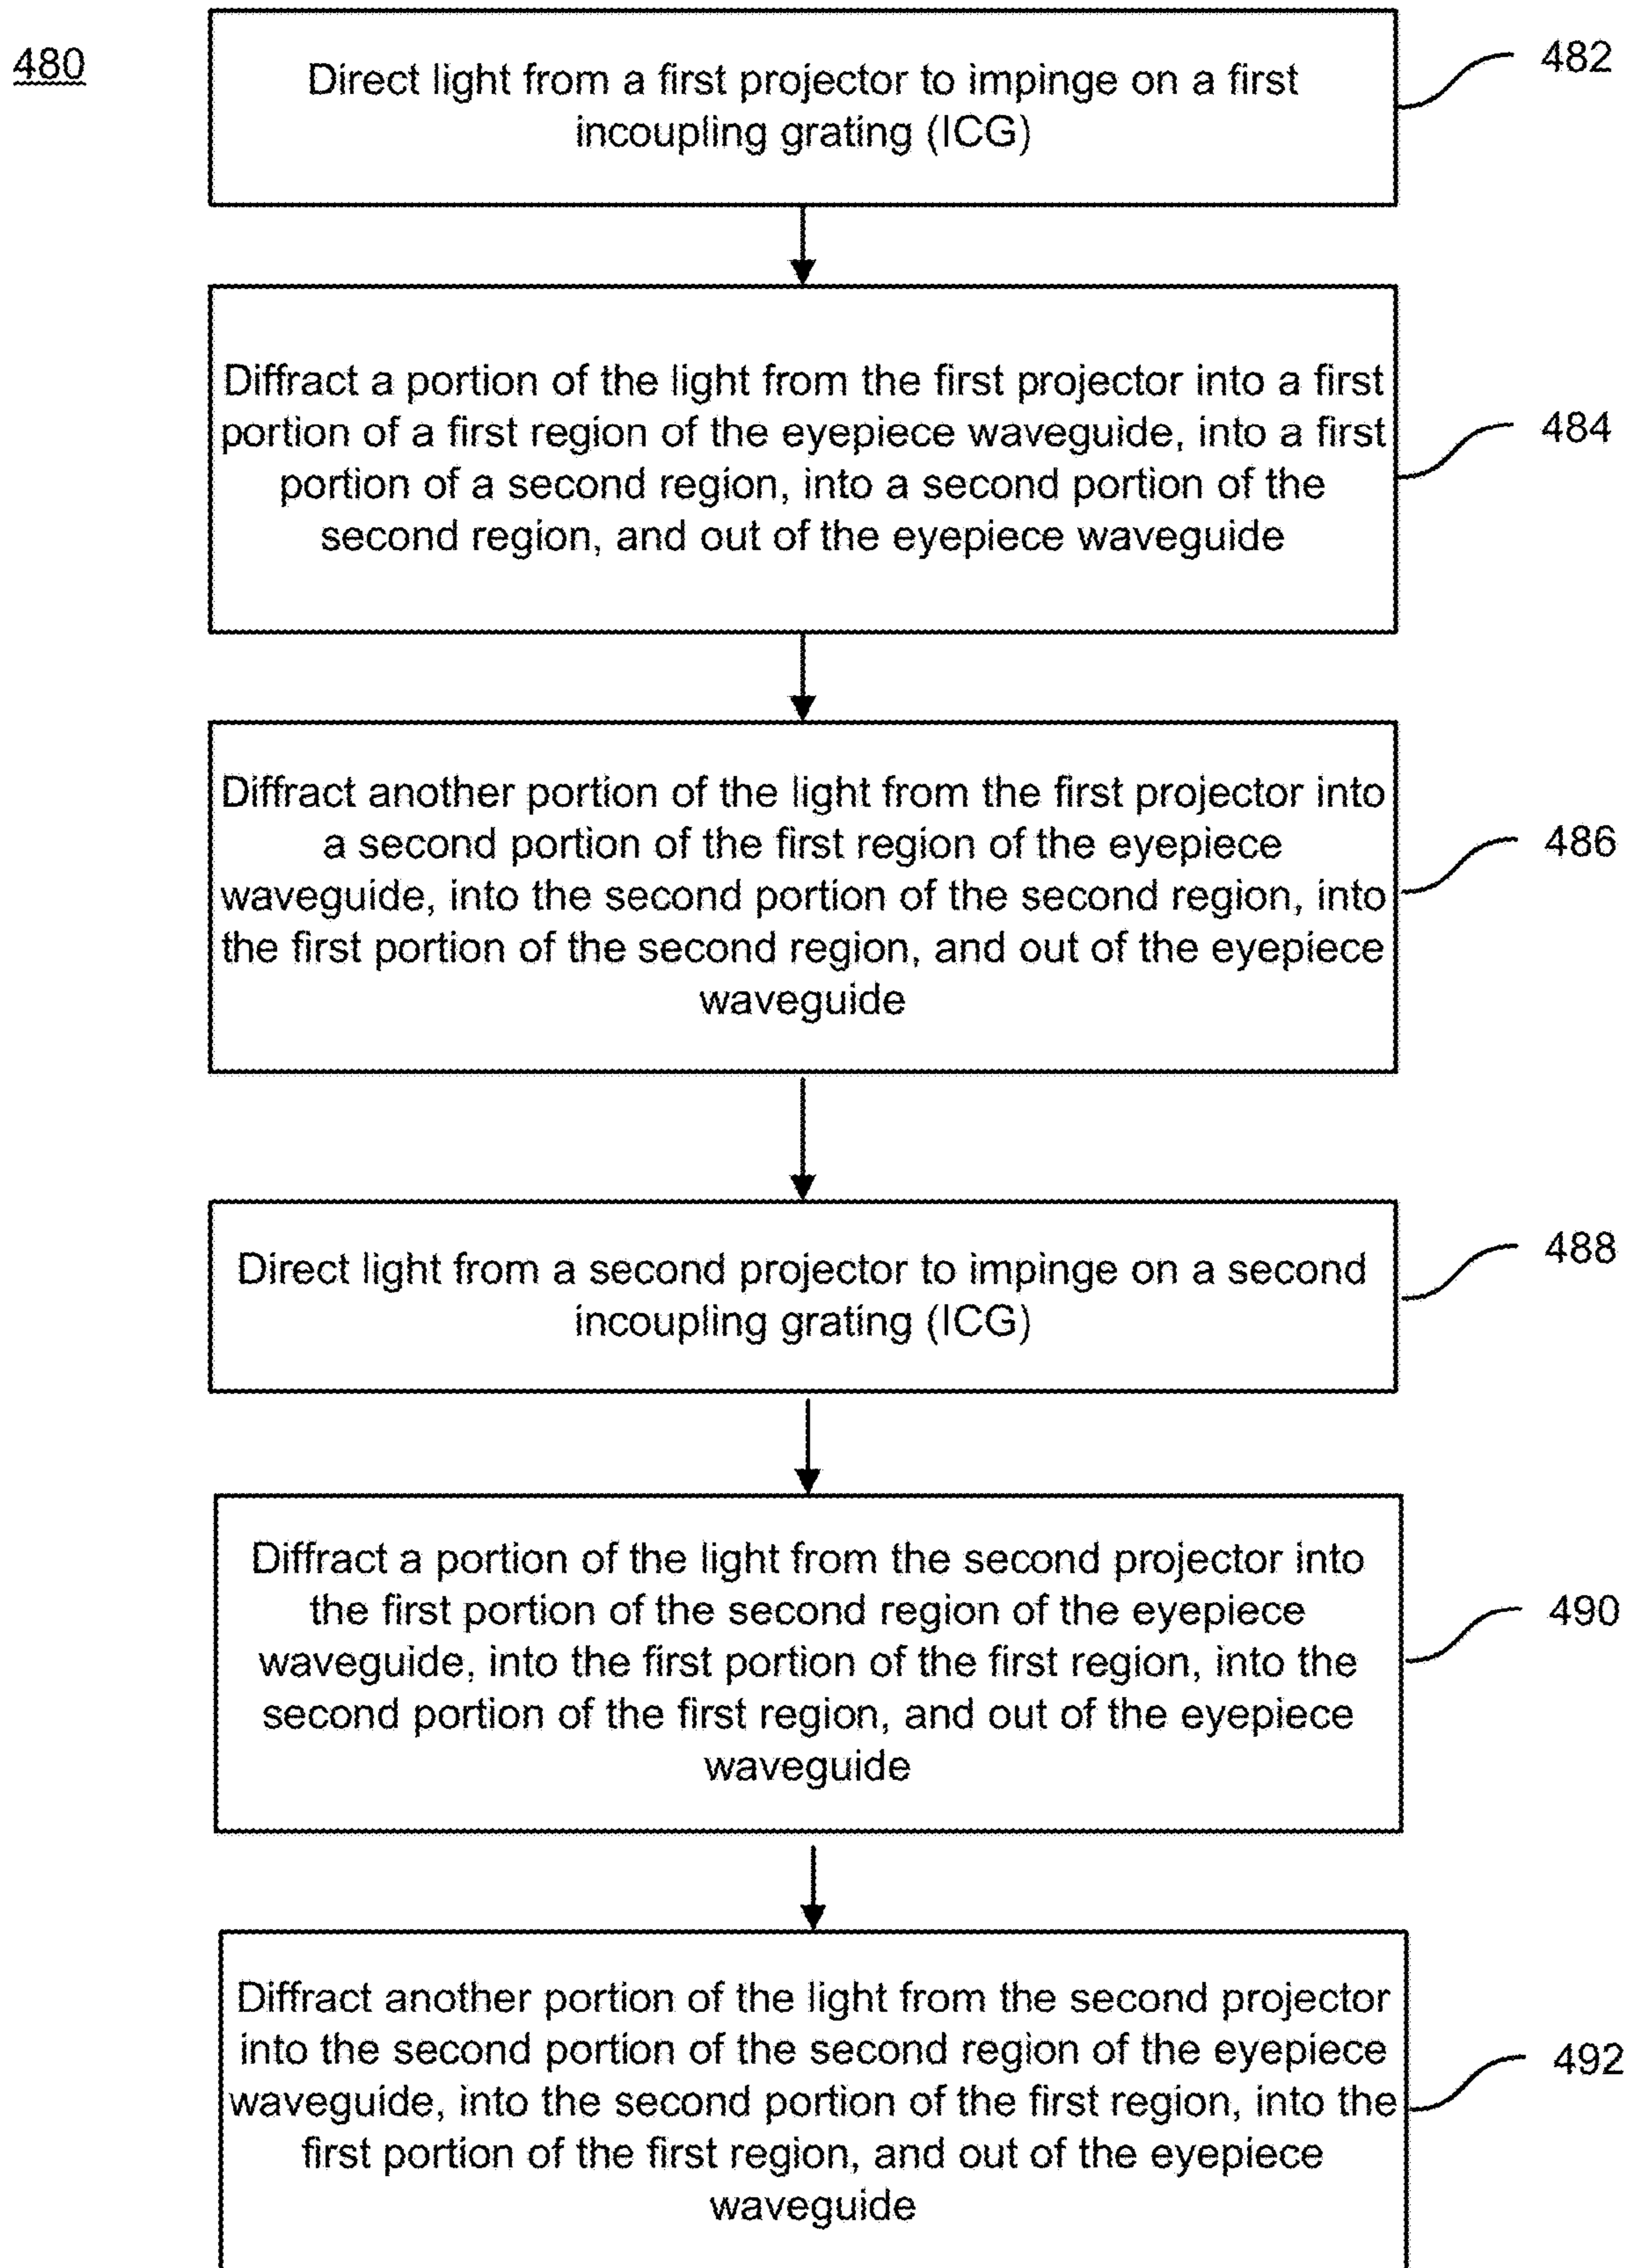 480
Direct light from a first projector to impinge on a first
incoupling grating (ICG)
482
Diffract a portion of the light from the first projector into a first
portion of a first region of the eyepiece waveguide, into a first
portion of a second region, into a second portion of the
second region, and out of the eyepiece waveguide
484
Diffract another portion of the light from the first projector into
a second portion of the first region of the eyepiece
waveguide, into the second portion of the second region, into
the first portion of the second region, and out of the eyepiece
waveguide
486
Direct light from a second projector to impinge on a second
incoupling grating (ICG)
488
Diffract a portion of the light from the second projector into
the first portion of the second region of the eyepiece
waveguide, into the first portion of the first region, into the
second portion of the first region, and out of the eyepiece
waveguide
490
Diffract another portion of the light from the second projector
into the second portion of the second region of the eyepiece
waveguide, into the second portion of the first region, into the
first portion of the first region, and out of the eyepiece
waveguide
492